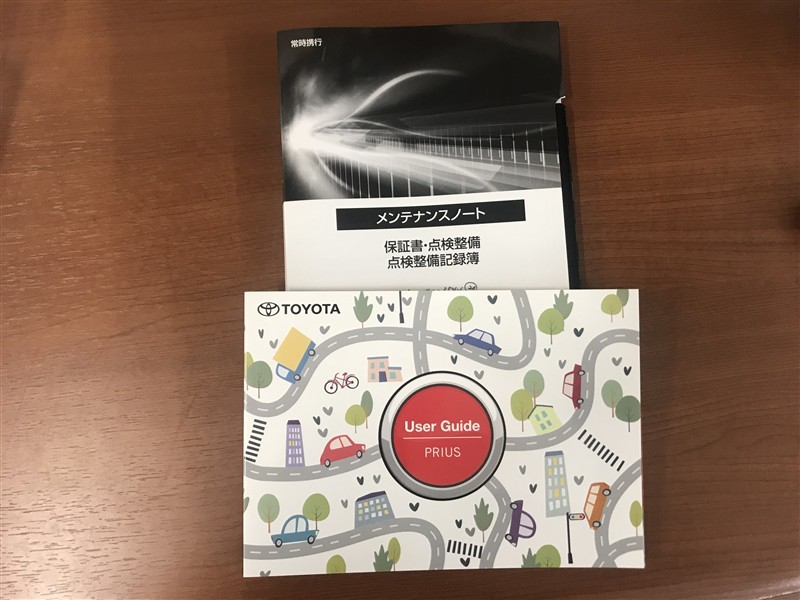 常時携行
メンテナンスノート
保証書・点検整備
点検整備記録簿
TOYOTA
User Guide
PRIUS